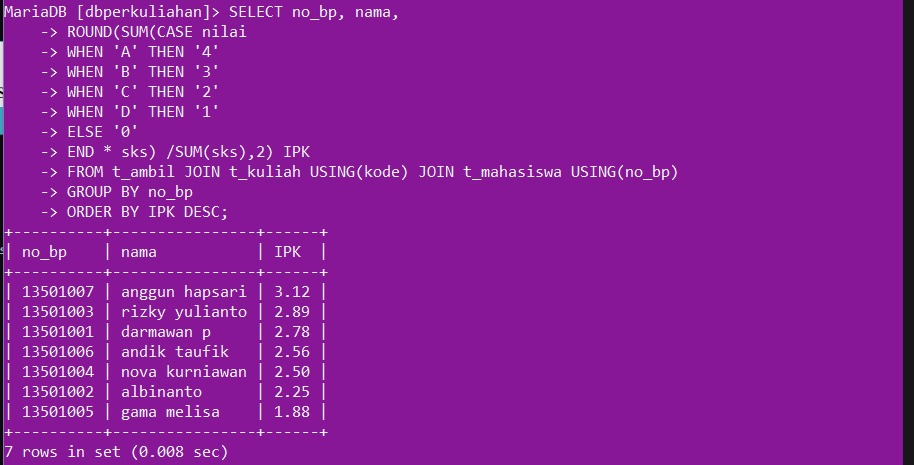 MariaDB [dbperkuliahan]> SELECT no_bp, nama,
    -> ROUND(SUM(CASE nilai
    -> WHEN 'A' THEN '4'
    -> WHEN 'B' THEN '3'
    -> WHEN 'C' THEN '2'
    -> WHEN 'D' THEN '1'
    -> ELSE '0'
    -> END * sks) /SUM(sks),2) IPK
    -> FROM t_ambil JOIN t_kuliah USING(kode) JOIN t_mahasiswa USING(no_bp)
    -> GROUP BY no_bp
    -> ORDER BY IPK DESC;
+----------+----------------+------+
| no_bp    | nama           | IPK  |
+----------+----------------+------+
| 13501007 | anggun hapsari | 3.12 |
| 13501003 | rizky yulianto | 2.89 |
| 13501001 | darmawan p     | 2.78 |
| 13501006 | andik taufik   | 2.56 |
| 13501004 | nova kurniawan | 2.50 |
| 13501002 | albinanto      | 2.25 |
| 13501005 | gama melisa    | 1.88 |
+----------+----------------+------+
7 rows in set (0.008 sec)